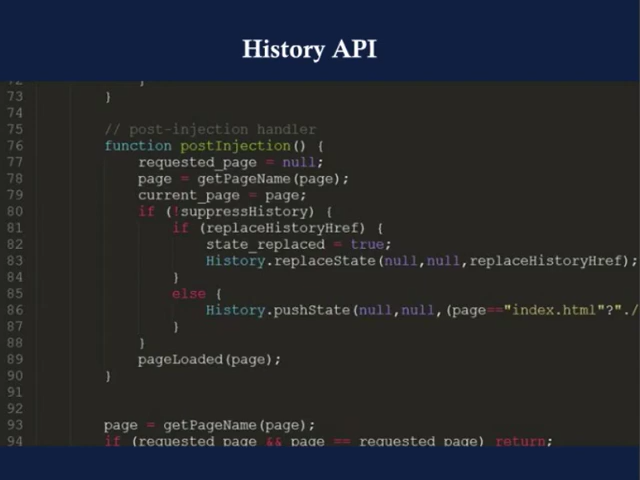 History API
73 }
74
75 // post-injection handler
76 function postInjection() {
77 requested_page = null;
78 page = getPageName(page);
79 current_page = page;
80 if (!suppressHistory) {
81 if (replaceHistoryHref) {
82 state_replaced = true;
83 History.replaceState(null,null,replaceHistoryHref);
84 }
85 else {
86 History.pushState(null,null,(page=="index.html"?"./
87 }
88 }
89 pageLoaded(page);
90 }
91
92
93 page = getPageName(page);
94 if (requested_page && page == requested_page) return;